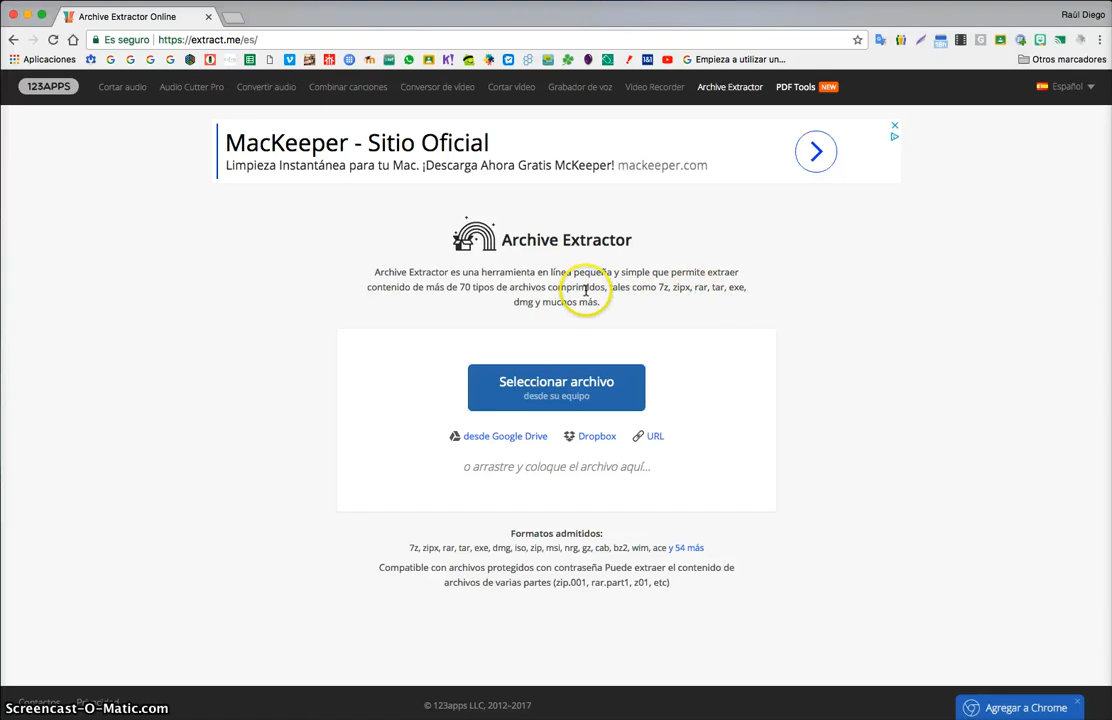 Archive Extractor Online
Raúl Diego
Es seguro https://extract.me/es/
Aplicaciones
Empieza a utilizar un...
Otros marcadores
123APPS
Cortar audio
Audio Cutter Pro
Convertir audio
Combinar canciones
Conversor de vídeo
Cortar vídeo
Grabador de voz
Video Recorder
Archive Extractor
PDF Tools NEW
Español
MacKeeper - Sitio Oficial
Limpieza Instantánea para tu Mac. ¡Descarga Ahora Gratis McKeeper! mackeeper.com
Archive Extractor
Archive Extractor es una herramienta en línea pequeña y simple que permite extraer
contenido de más de 70 tipos de archivos comprimidos, tales como 7z, zipx, rar, tar, exe,
dmg y muchos más.
Seleccionar archivo
desde su equipo
desde Google Drive
Dropbox
URL
o arrastre y coloque el archivo aquí...
Formatos admitidos:
7z, zipx, rar, tar, exe, dmg, iso, zip, msi, nrg, gz, cab, bz2, wim, ace y 54 más
Compatible con archivos protegidos con contraseña Puede extraer el contenido de
archivos de varias partes (zip.001, rar.part1, z01, etc)
Contactos
Privacidad
© 123apps LLC, 2012–2017
Agregar a Chrome
Screencast-O-Matic.com